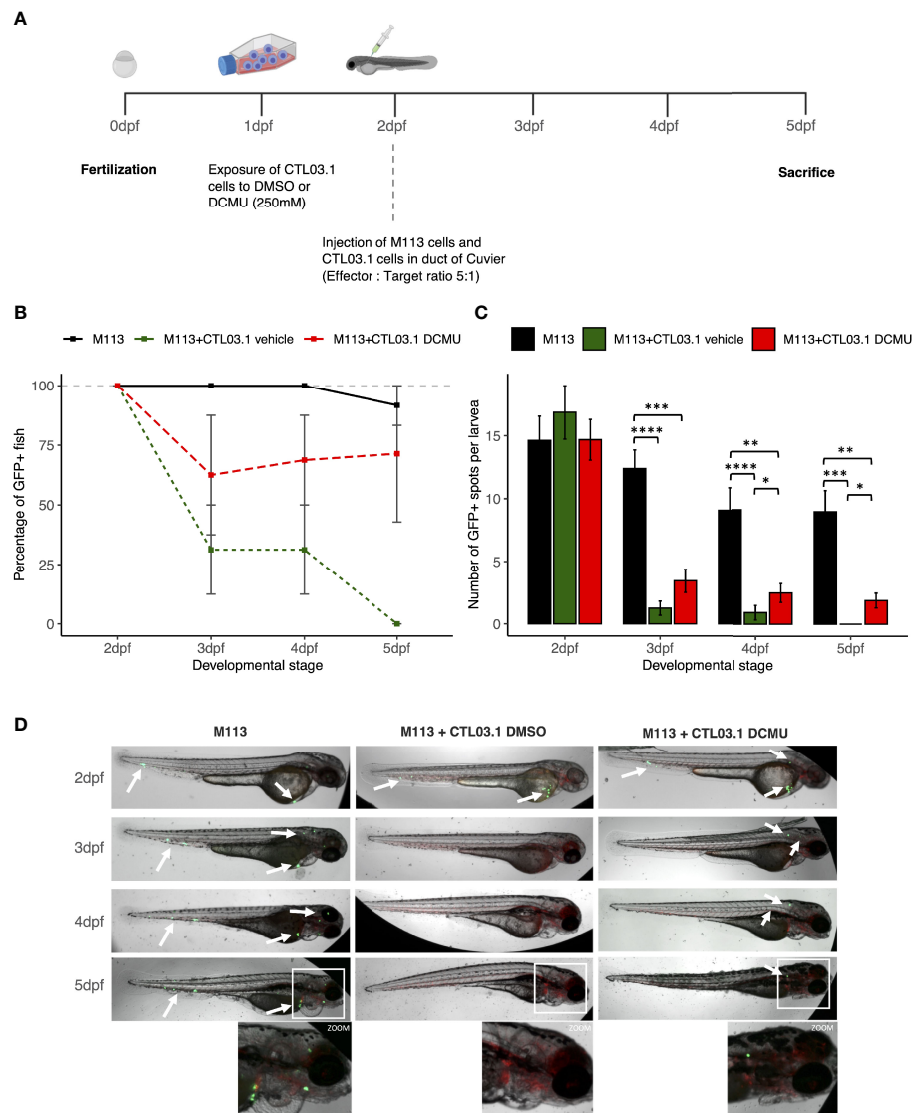 A
0dpf
1dpf
2dpf
3dpf
4dpf
5dpf
Fertilization
Exposure of CTL03.1
cells to DMSO or
DCMU (250mM)
Sacrifice
Injection of M113 cells and
CTL03.1 cells in duct of Cuvier
(Effector : Target ratio 5:1)
B
M113
M113+CTL03.1 vehicle
M113+CTL03.1 DCMU
Percentage of GFP+ fish
100
75
50
25
0
2dpf
3dpf
4dpf
5dpf
Developmental stage
C
M113
M113+CTL03.1 vehicle
M113+CTL03.1 DCMU
Number of GFP+ spots per larvea
15
10
5
0
***
****
**
****
*
**
***
*
2dpf
3dpf
4dpf
5dpf
Developmental stage
D
M113
M113 + CTL03.1 DMSO
M113 + CTL03.1 DCMU
2dpf
3dpf
4dpf
5dpf
ZOOM
ZOOM
ZOOM